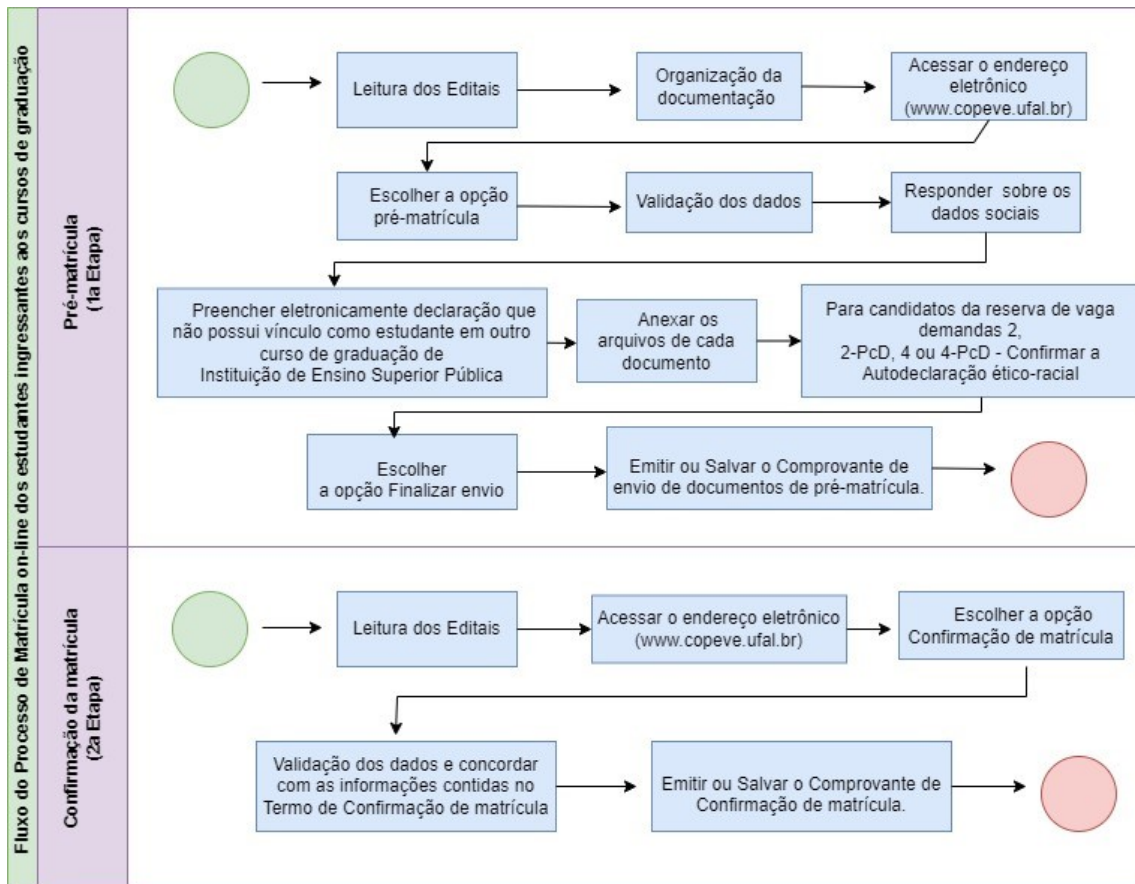 Fluxo do Processo de Matrícula on-line dos estudantes ingressantes aos cursos de graduação
Pré-matrícula
(1a Etapa)
Leitura dos Editais
Organização da
documentação
Acessar o endereço
eletrônico
(www.copeve.ufal.br)
Escolher a opção
pré-matrícula
Validação dos dados
Responder sobre os
dados sociais
Preencher eletronicamente declaração que
não possui vínculo como estudante em outro
curso de graduação de
Instituição de Ensino Superior Pública
Anexar os
arquivos de cada
documento
Para candidatos da reserva de vaga
demandas 2,
2-PcD, 4 ou 4-PcD - Confirmar a
Autodeclaração ético-racial
Escolher
a opção Finalizar envio
Emitir ou Salvar o Comprovante de
envio de documentos de pré-matrícula.
Confirmação da matrícula
(2a Etapa)
Leitura dos Editais
Acessar o endereço eletrônico
(www.copeve.ufal.br)
Escolher a opção
Confirmação de matrícula
Validação dos dados e concordar
com as informações contidas no
Termo de Confirmação de matrícula
Emitir ou Salvar o Comprovante de
Confirmação de matrícula.